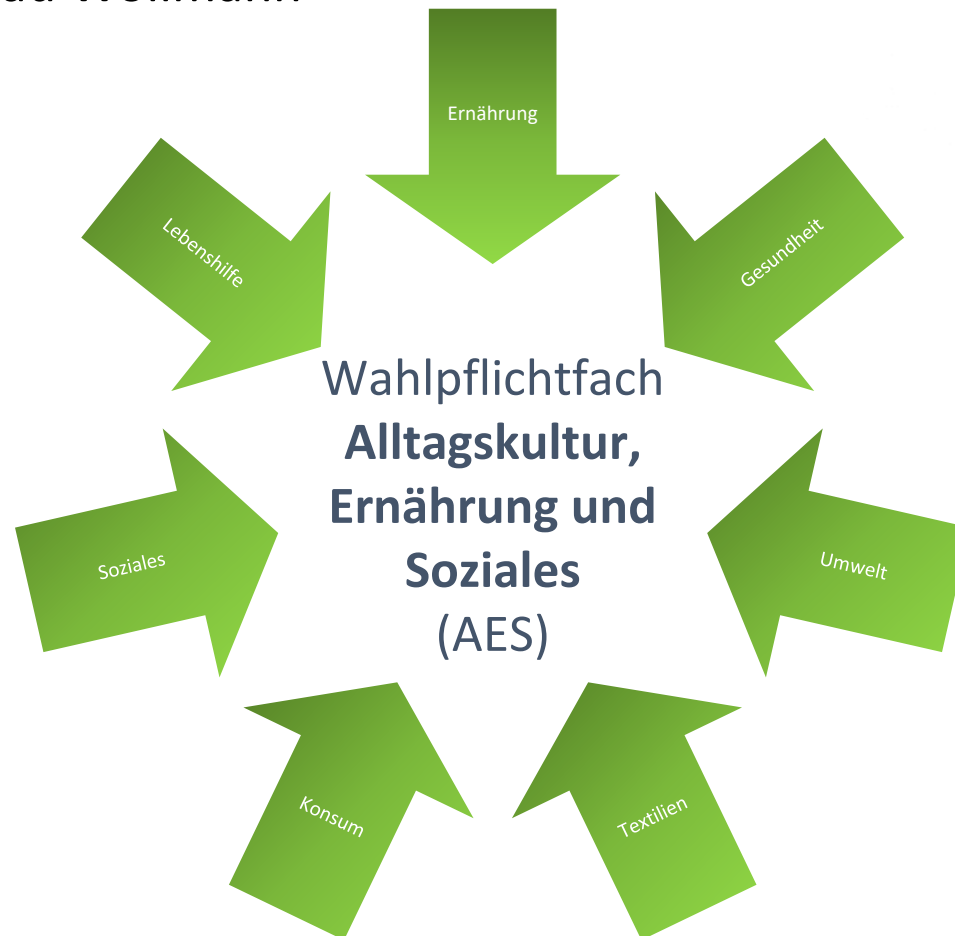 Ernährung
Lebenshilfe
Gesundheit
Wahlpflichtfach
Alltagskultur,
Ernährung und
Soziales
(AES)
Soziales
Umwelt
Konsum
Textilien